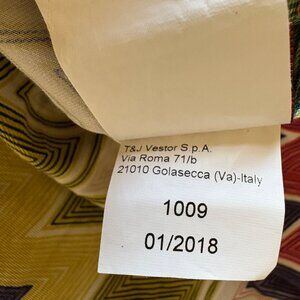 T&J Vestor S.p.A.
Via Roma 71/b
21010 Golasecca (Va)-Italy
1009
01/2018